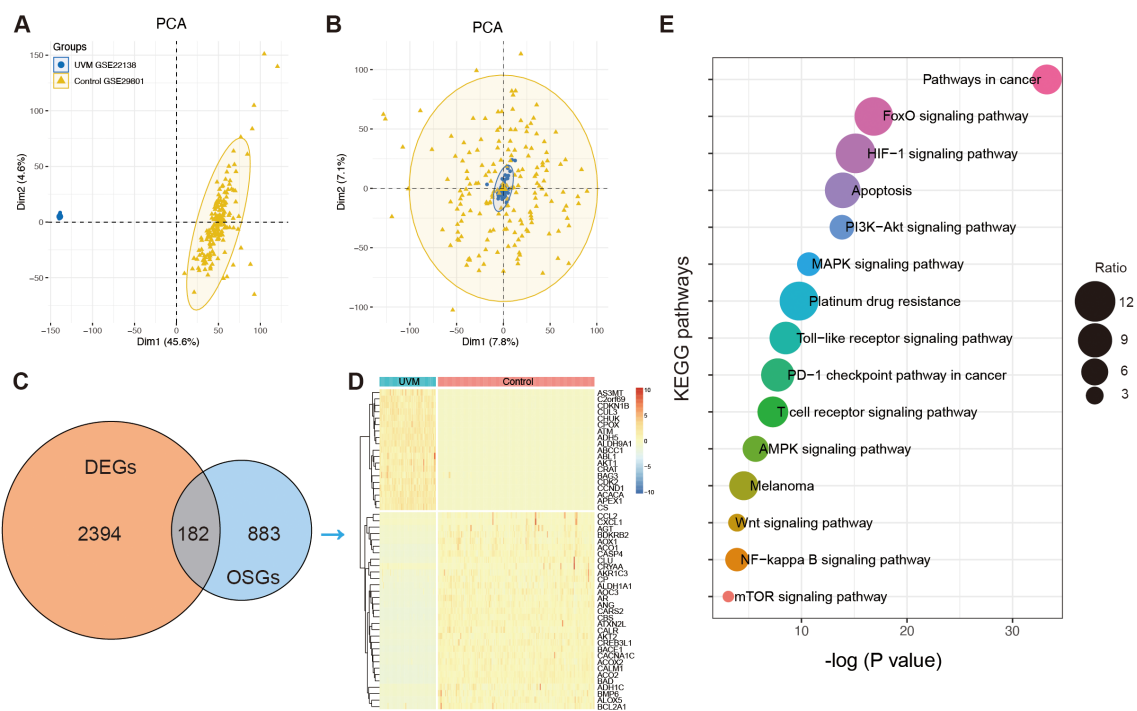 A
PCA
Groups
UVM GSE22138
Control GSE29801
150
100
50
0
−50
Dim2 (4.6%)
−150
−100
−50
0
50
100
Dim1 (45.6%)
B
PCA
100
50
0
−50
−100
Dim2 (7.1%)
−100
−50
0
50
100
Dim1 (7.8%)
C
DEGs
2394
182
883
OSGs
D
UVM
Control
10
5
0
−5
−10
AS3MT
C2orf69
CDKN1B
CUL3
CHUK
CPOX
ATM
ADH5
ALDH9A1
ABCC1
ABL1
AKT1
CRAT
BAG3
CDK2
CCND1
ACACA
APEX1
CS
CCL2
CXCL1
AGT
BDKRB2
AOX1
ACO1
CASP4
CLU
CRYAA
AKR1C3
CP
ALDH1A1
AOC3
AR
ANG
CARS2
CBS
ATXN2L
CALR
AKT2
CREB3L1
BACE1
CACNA1C
ACOX2
CALM1
ACO2
BAD
ADH1C
BMP6
ALOX5
BCL2A1
E
KEGG pathways
Pathways in cancer
FoxO signaling pathway
HIF−1 signaling pathway
Apoptosis
PI3K−Akt signaling pathway
MAPK signaling pathway
Platinum drug resistance
Toll−like receptor signaling pathway
PD−1 checkpoint pathway in cancer
T cell receptor signaling pathway
AMPK signaling pathway
Melanoma
Wnt signaling pathway
NF−kappa B signaling pathway
mTOR signaling pathway
10
20
30
-log (P value)
Ratio
12
9
6
3